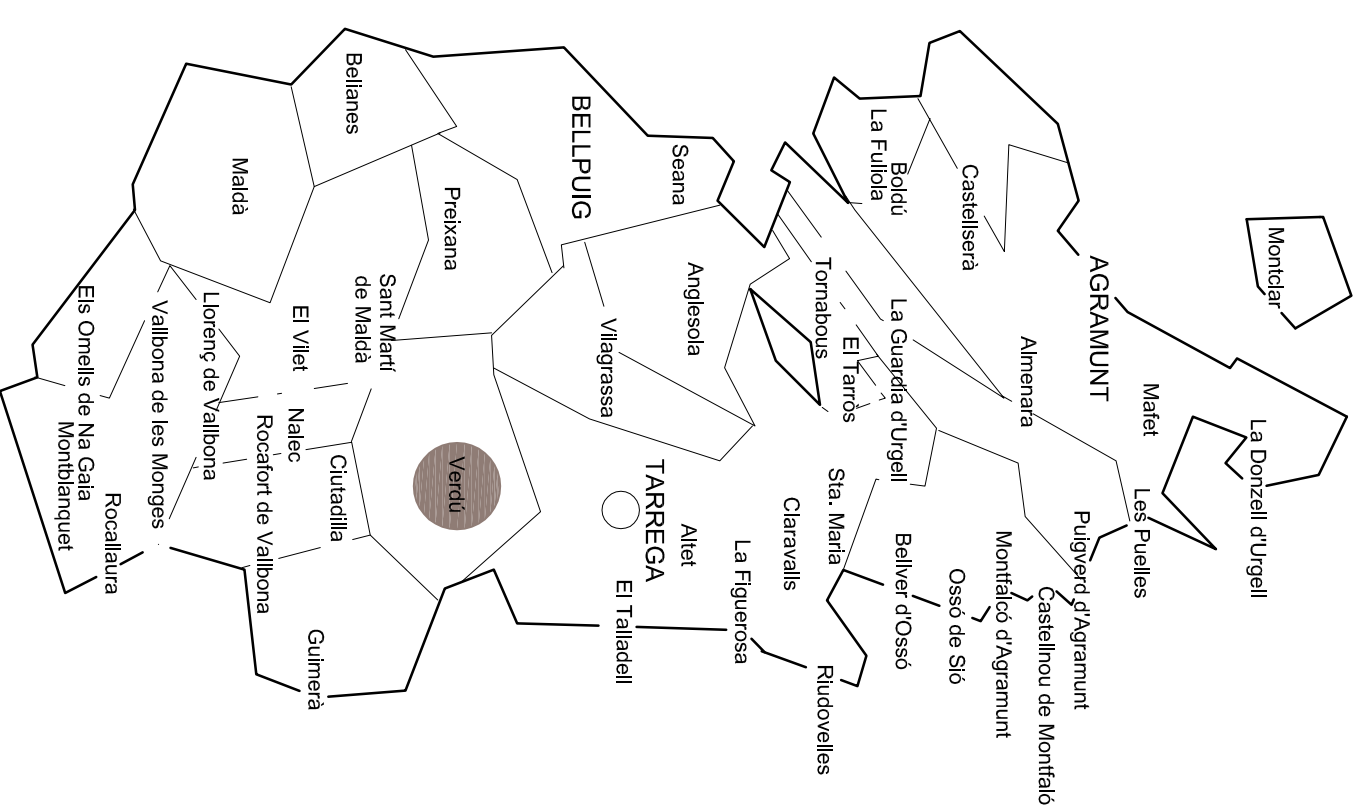 Montclar
La Donzell d'Urgell
Mafet
Les Puelles
AGRAMUNT
Puigverd d'Agramunt
Castellnou de Montfaló
Almenara
Montfalcó d'Agramunt
Castellserà
Ossó de Sió
Boldú
La Fuliola
La Guardia d'Urgell
Bellver d'Ossó
El Tarròs
Sta. Maria
Tornabous
Riudovelles
Claravalls
La Figuerosa
Anglesola
Altet
Seana
TARREGA
El Talladell
Vilagrassa
BELLPUIG
Verdú
Preixana
Sant Martí
de Maldà
Belianes
Ciutadilla
Guimerà
El Vilet
Nalec
Rocafort de Vallbona
Maldà
Llorenç de Vallbona
Vallbona de les Monges
Rocallaura
Els Omells de Na Gaia
Montblanquet